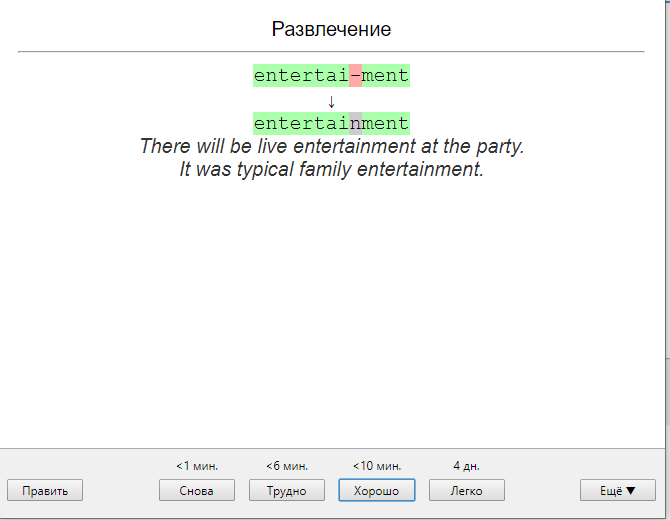 Развлечение
entertai-ment
↓
entertainment
There will be live entertainment at the party.
It was typical family entertainment.
<1 мин. <6 мин. <10 мин. 4 дн.
Править Снова Трудно Хорошо Легко Ещё ▼